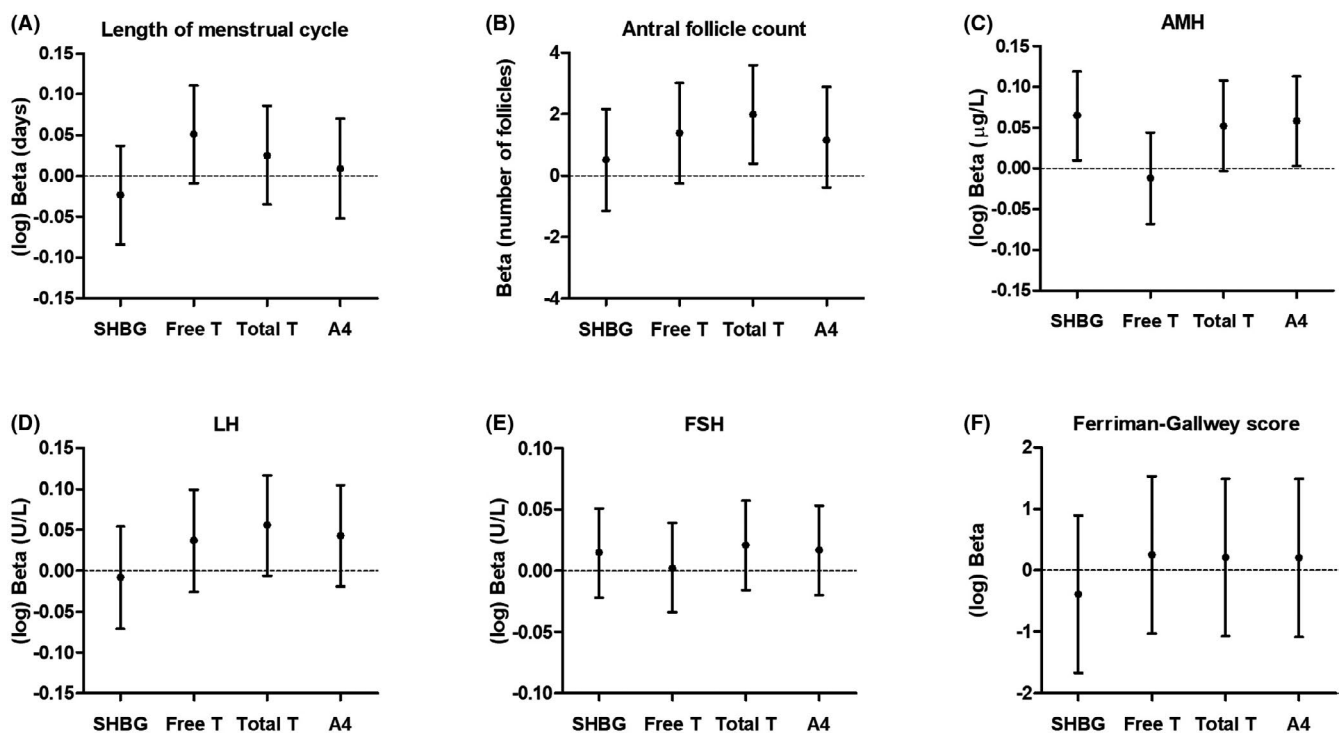 (A) Length of menstrual cycle
(log) Beta (days)
0.15
0.10
0.05
0.00
-0.05
-0.10
-0.15
SHBG Free T Total T A4
(B) Antral follicle count
Beta (number of follicles)
4
2
0
-2
-4
SHBG Free T Total T A4
(C) AMH
(log) Beta (μg/L)
0.15
0.10
0.05
0.00
-0.05
-0.10
-0.15
SHBG Free T Total T A4
(D) LH
(log) Beta (U/L)
0.15
0.10
0.05
0.00
-0.05
-0.10
-0.15
SHBG Free T Total T A4
(E) FSH
(log) Beta (U/L)
0.10
0.05
0.00
-0.05
-0.10
SHBG Free T Total T A4
(F) Ferriman-Gallwey score
(log) Beta
2
1
0
-1
-2
SHBG Free T Total T A4